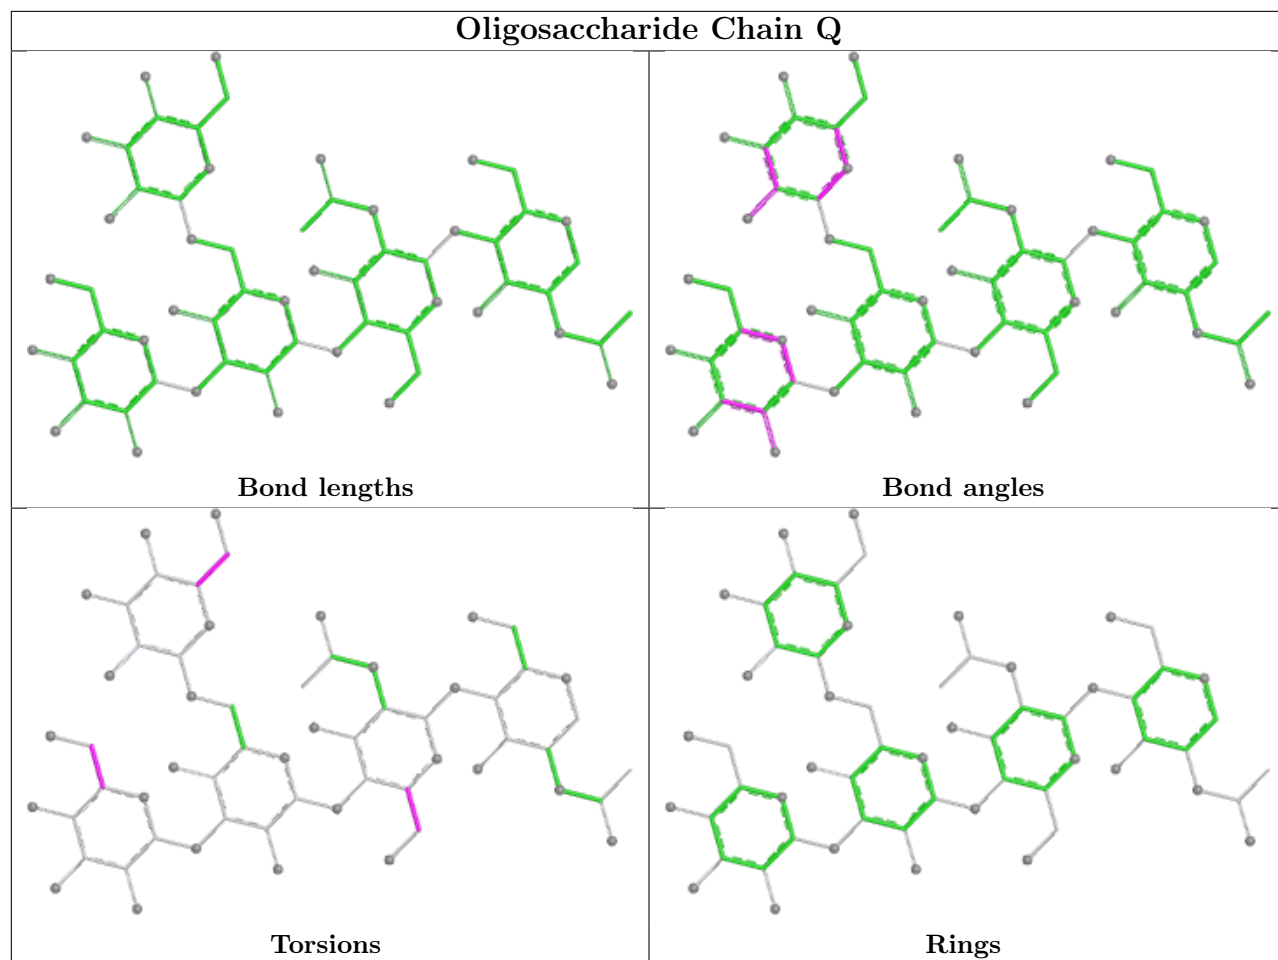 Oligosaccharide Chain Q
Bond lengths
Bond angles
Torsions
Rings